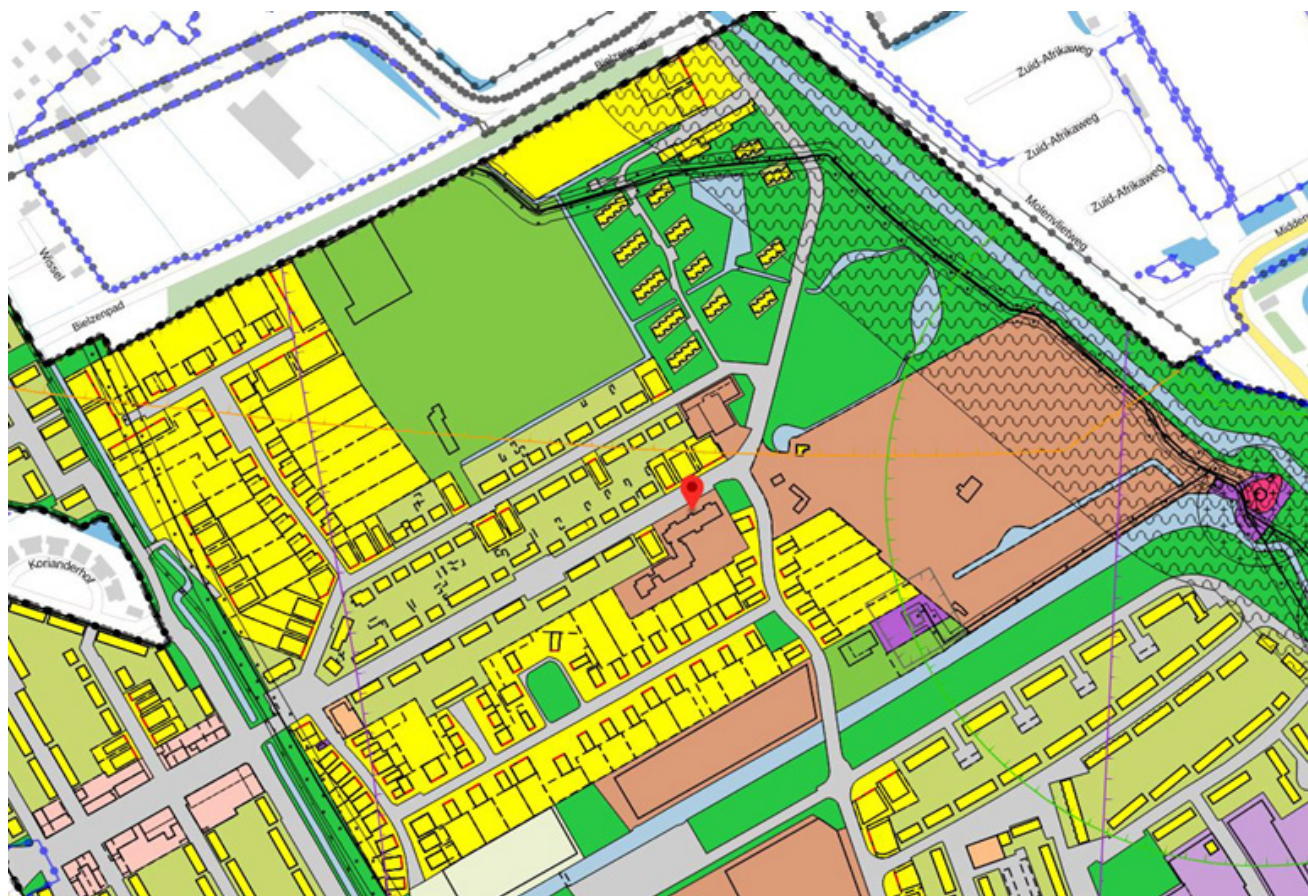 Bielzenpad
Zuid-Afrikaweg
Zuid-Afrikaweg
Zuid-Afrikaweg
Molenvlietweg
Wissel
Bielzenpad
Korianderhof